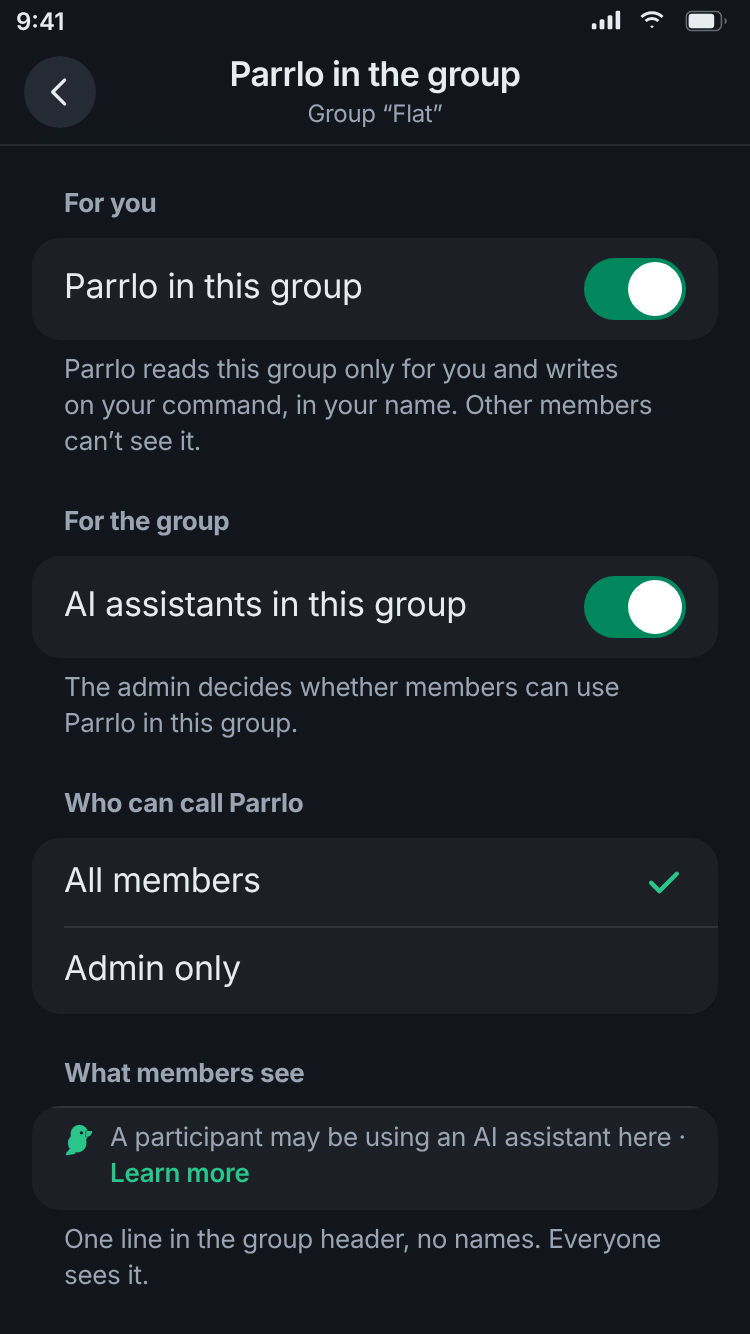 9:41
Parrlo in the group
Group “Flat”
For you
Parrlo in this group
Parrlo reads this group only for you and writes
on your command, in your name. Other members
can’t see it.
For the group
AI assistants in this group
The admin decides whether members can use
Parrlo in this group.
Who can call Parrlo
All members
Admin only
What members see
A participant may be using an AI assistant here ·
Learn more
One line in the group header, no names. Everyone
sees it.